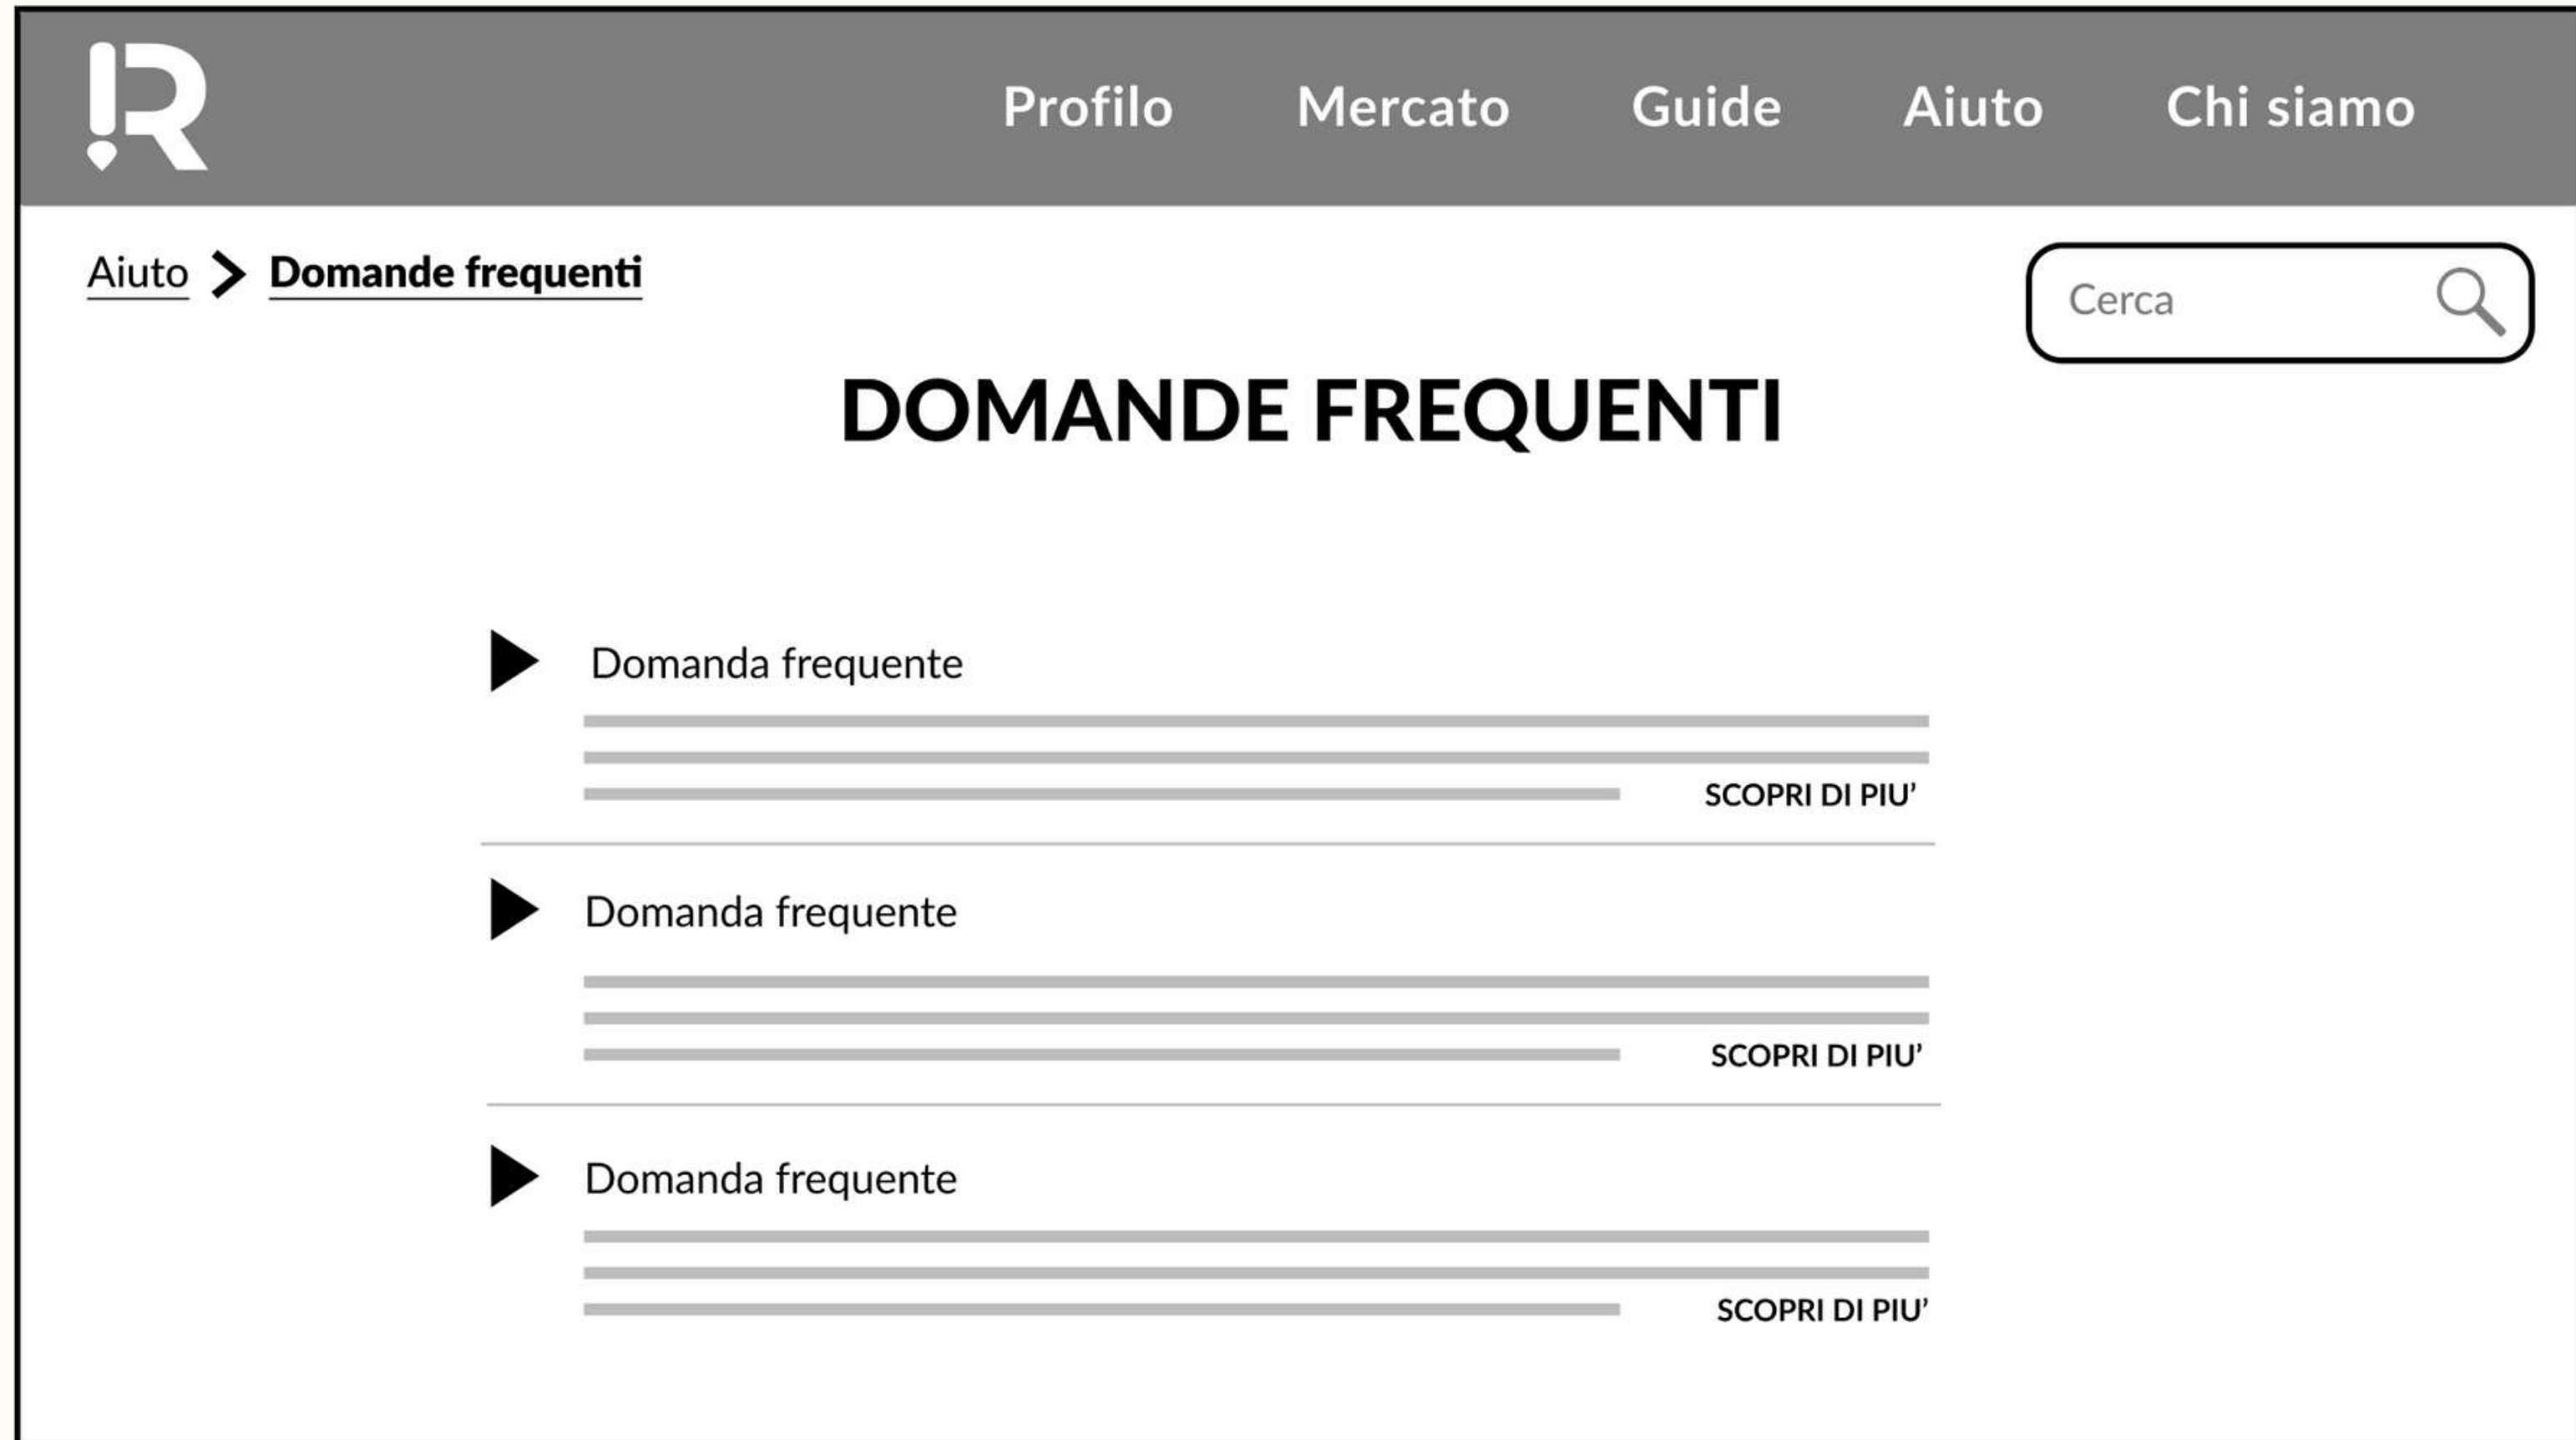 R
Profilo Mercato Guide Aiuto Chi siamo
Aiuto > Domande frequenti
Cerca
DOMANDE FREQUENTI
Domanda frequente
SCOPRI DI PIU’
Domanda frequente
SCOPRI DI PIU’
Domanda frequente
SCOPRI DI PIU’